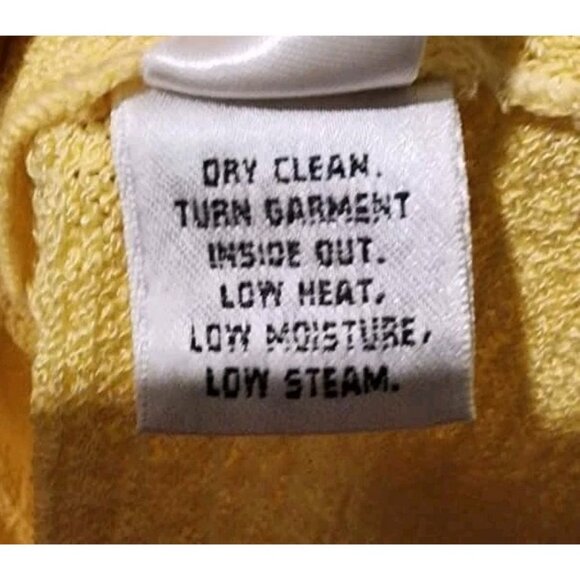 DRY CLEAN.
TURN GARMENT
INSIDE OUT.
LOW HEAT,
LOW MOISTURE,
LOW STEAM.